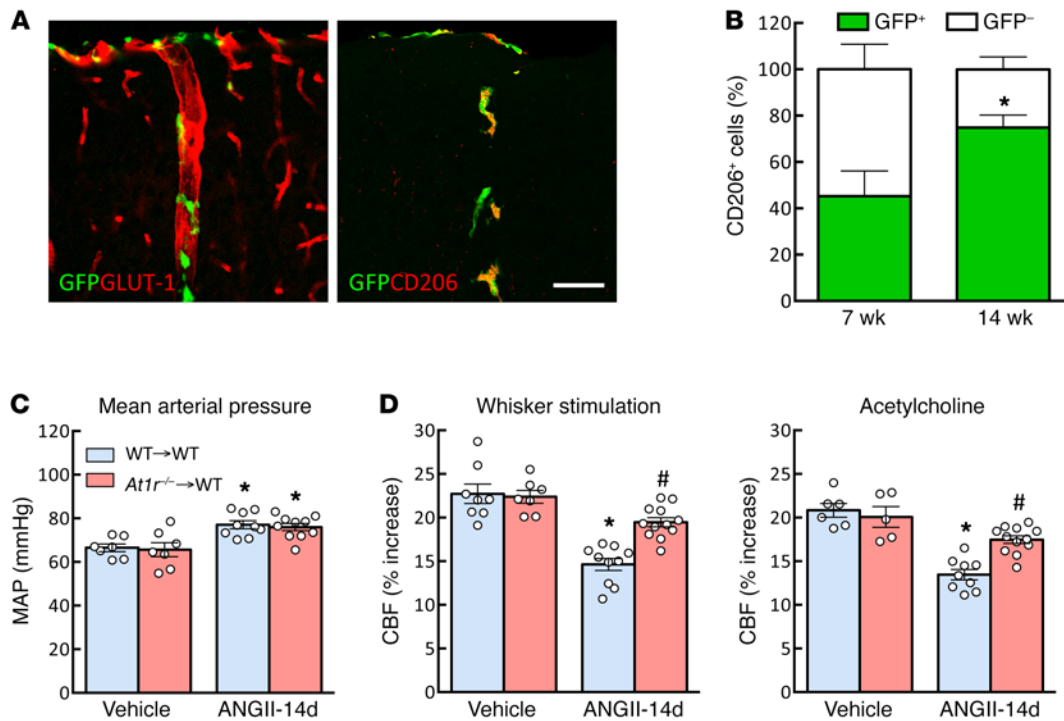 A
GFPGLUT-1
GFPCD206
B
GFP+ GFP–
CD206+ cells (%)
120
100
80
60
40
20
0
7 wk 14 wk
*
C
Mean arterial pressure
MAP (mmHg)
120
100
80
60
40
20
0
WT→WT
At1r-/-→WT
* *
Vehicle ANGII-14d
D
Whisker stimulation
CBF (% increase)
30
25
20
15
10
5
0
* #
Vehicle ANGII-14d
Acetylcholine
CBF (% increase)
30
25
20
15
10
5
0
* #
Vehicle ANGII-14d